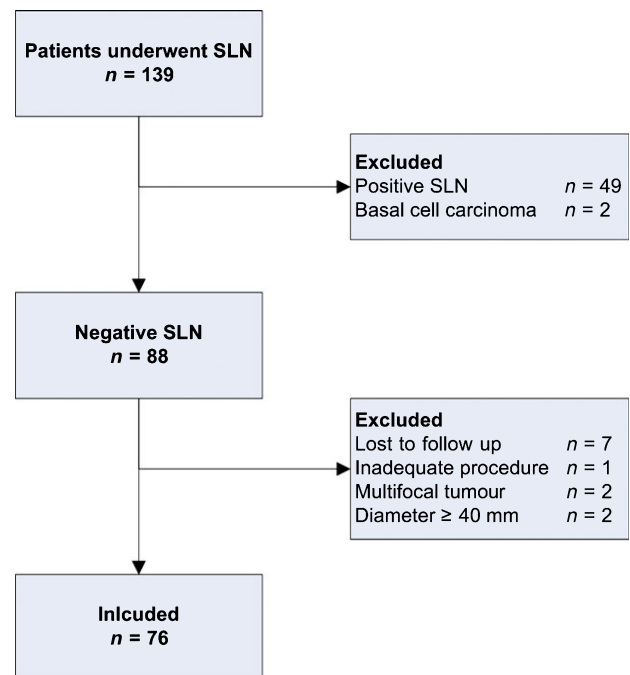 Patients underwent SLN
n = 139
Excluded
Positive SLN n = 49
Basal cell carcinoma n = 2
Negative SLN
n = 88
Excluded
Lost to follow up n = 7
Inadequate procedure n = 1
Multifocal tumour n = 2
Diameter ≥ 40 mm n = 2
Inlcuded
n = 76